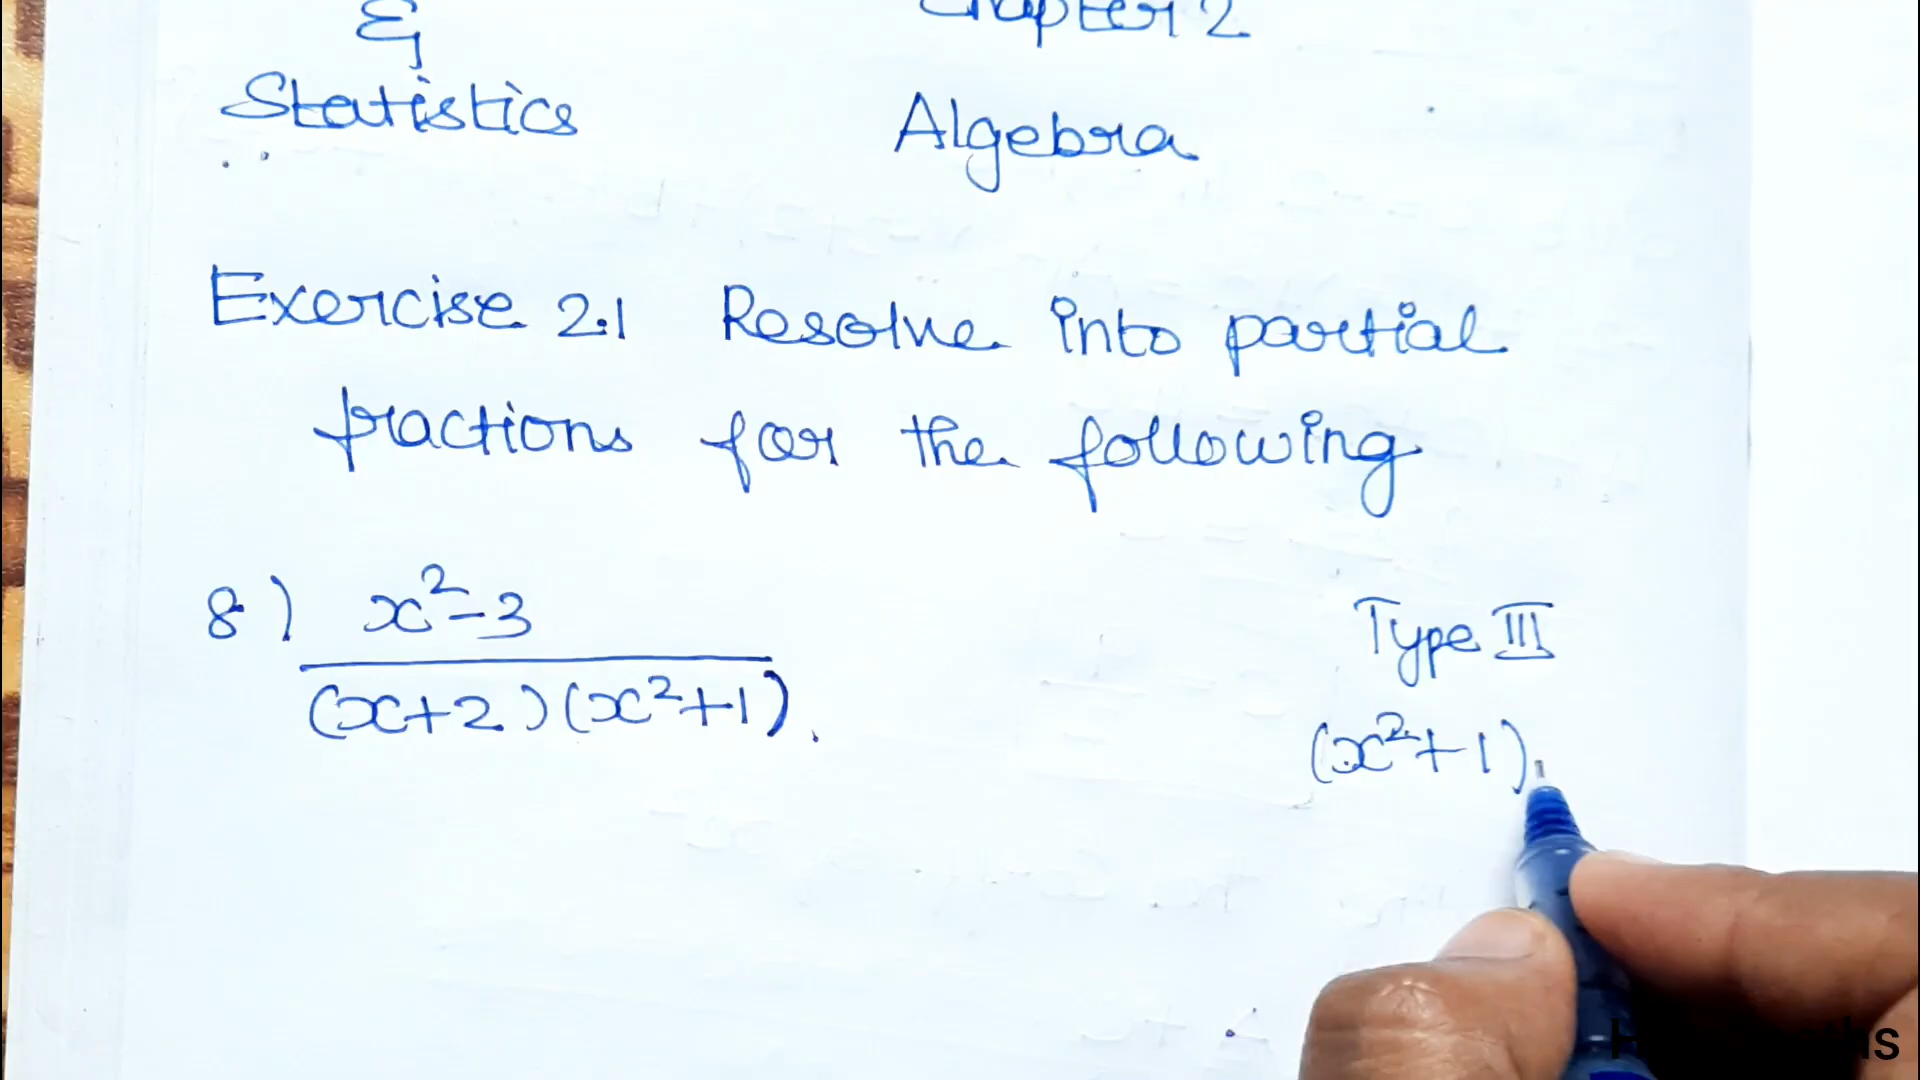 &
Chapter 2
Statistics
Algebra
Exercise 2.1 Resolve into partial
fractions for the following
8) x²-3
(x+2)(x²+1).
Type III
(x²+1)